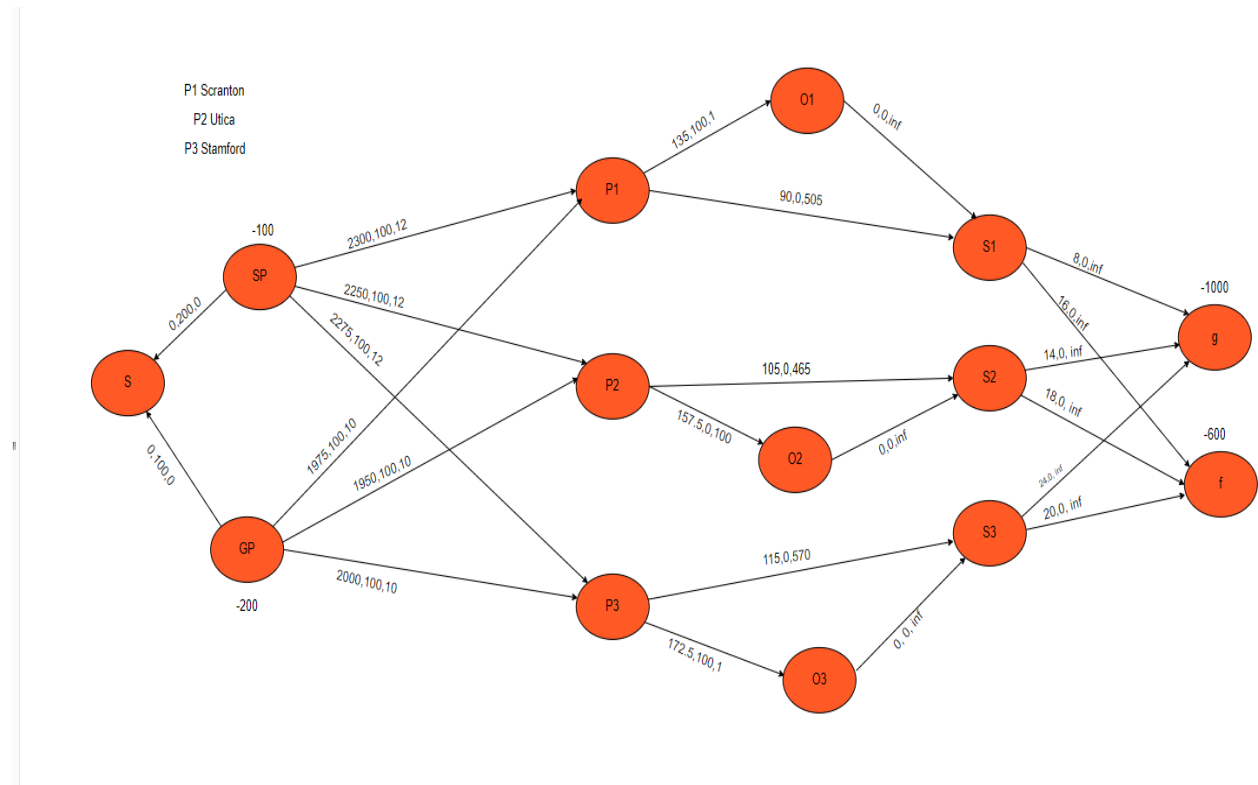 P1 Scranton
P2 Utica
P3 Stamford
O1
135,100,1
0,0,inf
P1
90,0,505
S1
-100
SP
2300,100,12
8,0,inf
-1000
2250,100,12
0,200,0
2275,100,12
16,0,inf
g
S
P2
105,0,465
S2
14,0, inf
157.5,0,100
18,0, inf
1975,100,10
-600
0,100,0
1950,100,10
O2
0,0,inf
24,0, inf
f
GP
S3
20,0, inf
115,0,570
2000,100,10
-200
P3
172.5,100,1
0, 0, inf
O3